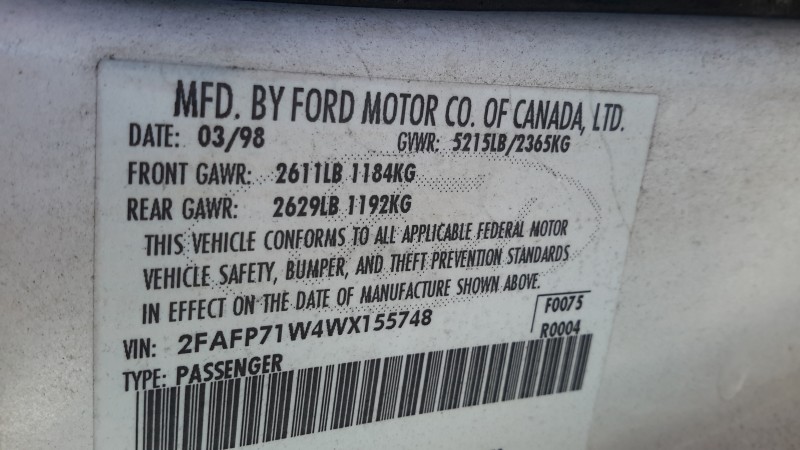 MFD. BY FORD MOTOR CO. OF CANADA, LTD.
DATE: 03/98 GVWR: 5215LB/2365KG
FRONT GAWR: 2611LB 1184KG
REAR GAWR: 2629LB 1192KG
THIS VEHICLE CONFORMS TO ALL APPLICABLE FEDERAL MOTOR
VEHICLE SAFETY, BUMPER, AND THEFT PREVENTION STANDARDS
IN EFFECT ON THE DATE OF MANUFACTURE SHOWN ABOVE.
VIN: 2FAFP71W4WX155748 F0075
TYPE: PASSENGER R0004